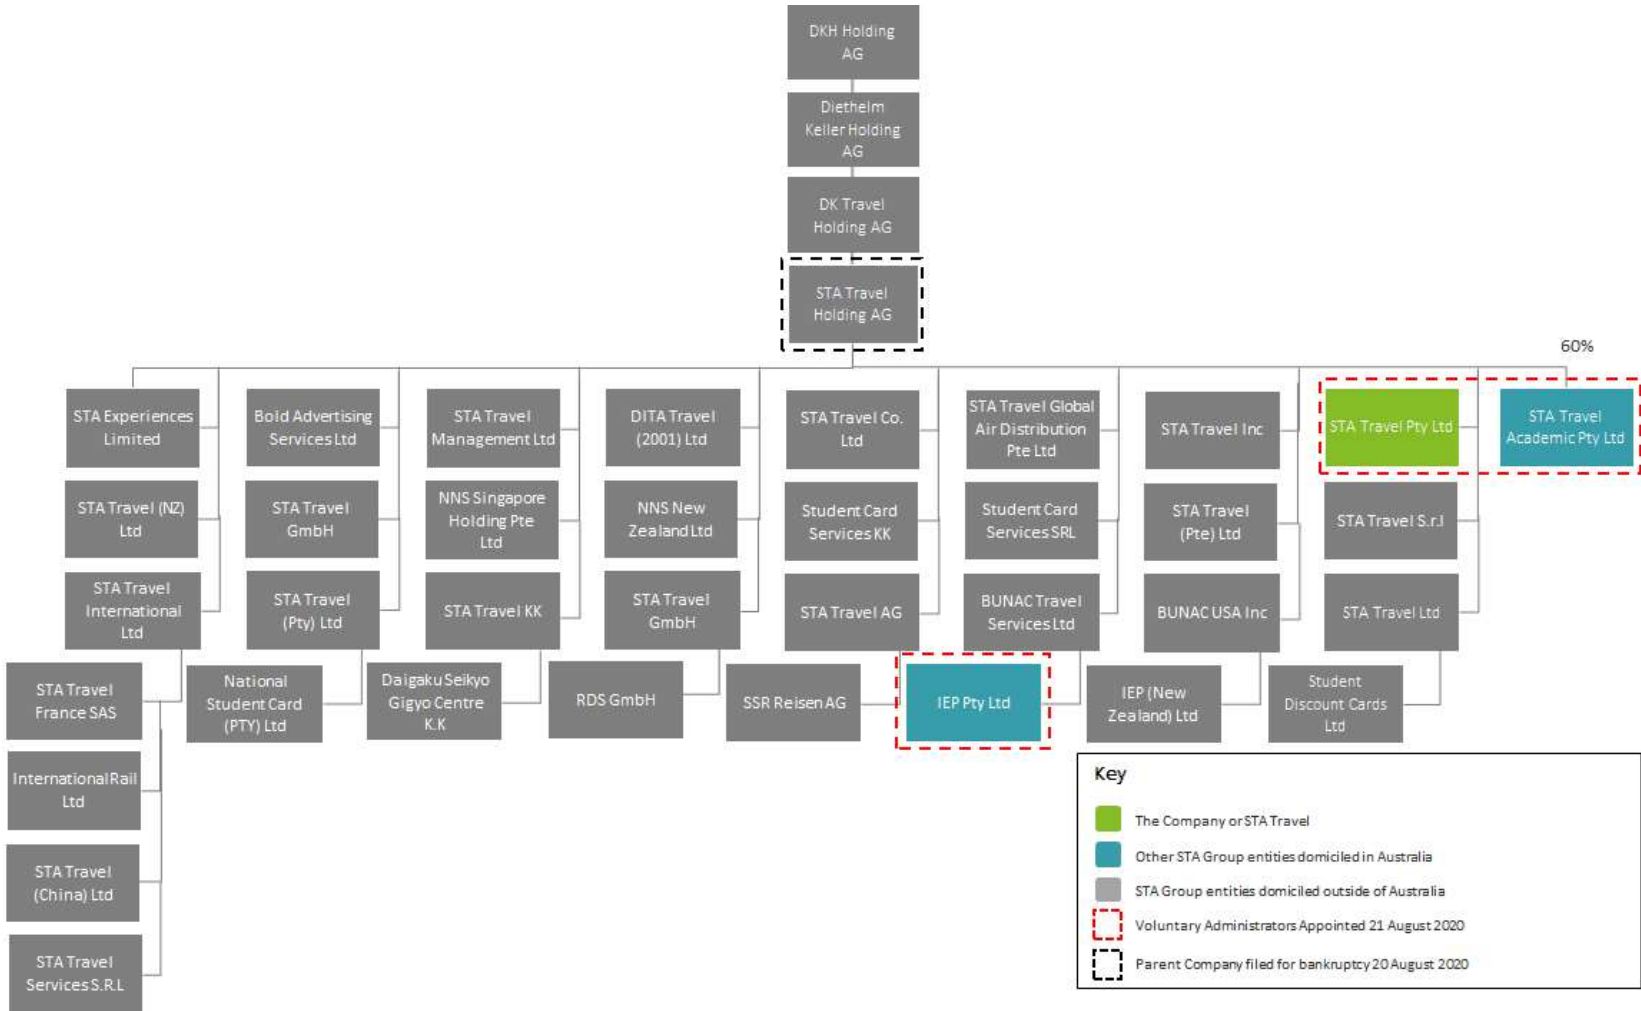 DKH Holding
AG
Diethelm
Keller Holding
AG
DK Travel
Holding AG
STA Travel
Holding AG
60%
STA Experiences
Limited
Bold Advertising
Services Ltd
STA Travel
Management Ltd
DITA Travel
(2001) Ltd
STA Travel Co.
Ltd
STA Travel Global
Air Distribution
Pte Ltd
STA Travel Inc
STA Travel Pty Ltd
STA Travel
Academic Pty Ltd
STA Travel (NZ)
Ltd
STA Travel
GmbH
NNS Singapore
Holding Pte
Ltd
NNS New
Zealand Ltd
Student Card
Services KK
Student Card
Services SRL
STA Travel
(Pte) Ltd
STA Travel S.r.l
STA Travel
International
Ltd
STA Travel
(Pty) Ltd
STA Travel KK
STA Travel
GmbH
STA Travel AG
BUNAC Travel
Services Ltd
BUNAC USA Inc
STA Travel Ltd
STA Travel
France SAS
National
Student Card
(PTY) Ltd
Daigaku Seikyo
Gigyo Centre
K.K
RDS GmbH
SSR Reisen AG
IEP Pty Ltd
IEP (New
Zealand) Ltd
Student
Discount Cards
Ltd
International Rail
Ltd
STA Travel
(China) Ltd
STA Travel
Services S.R.L
Key
The Company or STA Travel
Other STA Group entities domiciled in Australia
STA Group entities domiciled outside of Australia
Voluntary Administrators Appointed 21 August 2020
Parent Company filed for bankruptcy 20 August 2020